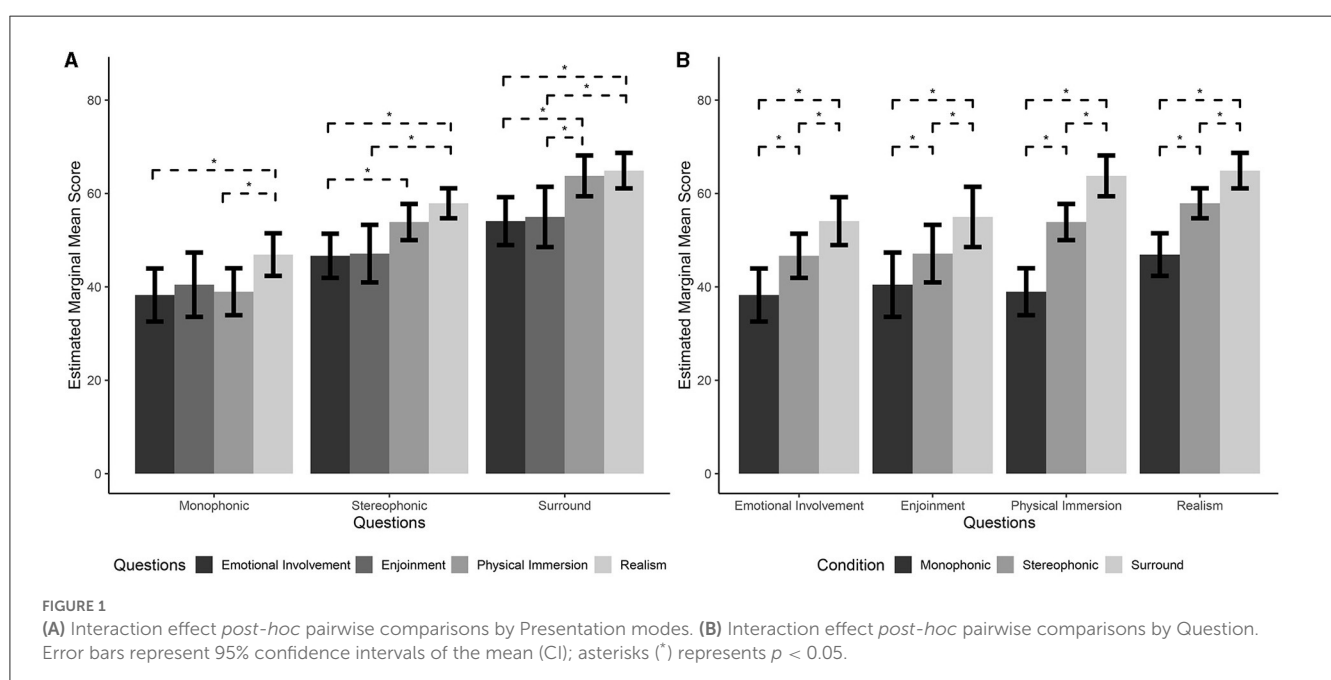 A
Estimated Marginal Mean Score
80
60
40
20
0
* * * * * * * * *
Monophonic Stereophonic Surround
Questions
Questions Emotional Involvement Enjoinment Physical Immersion Realism
B
Estimated Marginal Mean Score
80
60
40
20
0
* * * * * * * * * * * *
Emotional Involvement Enjoinment Physical Immersion Realism
Questions
Condition Monophonic Stereophonic Surround
FIGURE 1
(A) Interaction effect post-hoc pairwise comparisons by Presentation modes. (B) Interaction effect post-hoc pairwise comparisons by Question.
Error bars represent 95% confidence intervals of the mean (CI); asterisks (*) represents p < 0.05.